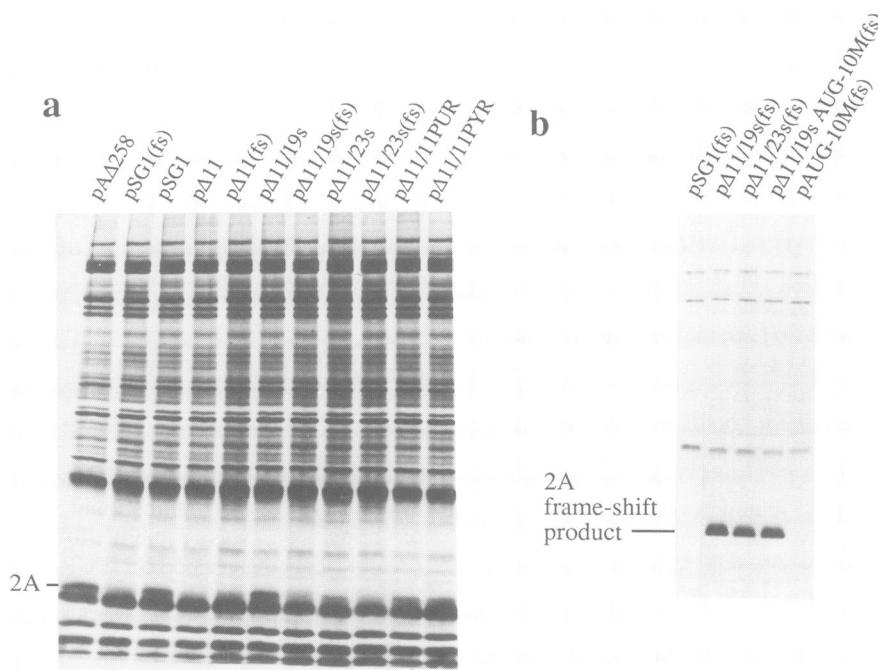 a
pAΔ258
pSG1(fs)
pSG1
pΔ11
pΔ11(fs)
pΔ11/19s
pΔ11/19s(fs)
pΔ11/23s
pΔ11/23s(fs)
pΔ11/11PUR
pΔ11/11PYR
2A
b
pSG1(fs)
pΔ11/19s(fs)
pΔ11/23s(fs)
pΔ11/19s AUG-10M(fs)
pAUG-10M(fs)
2A
frame-shift
product